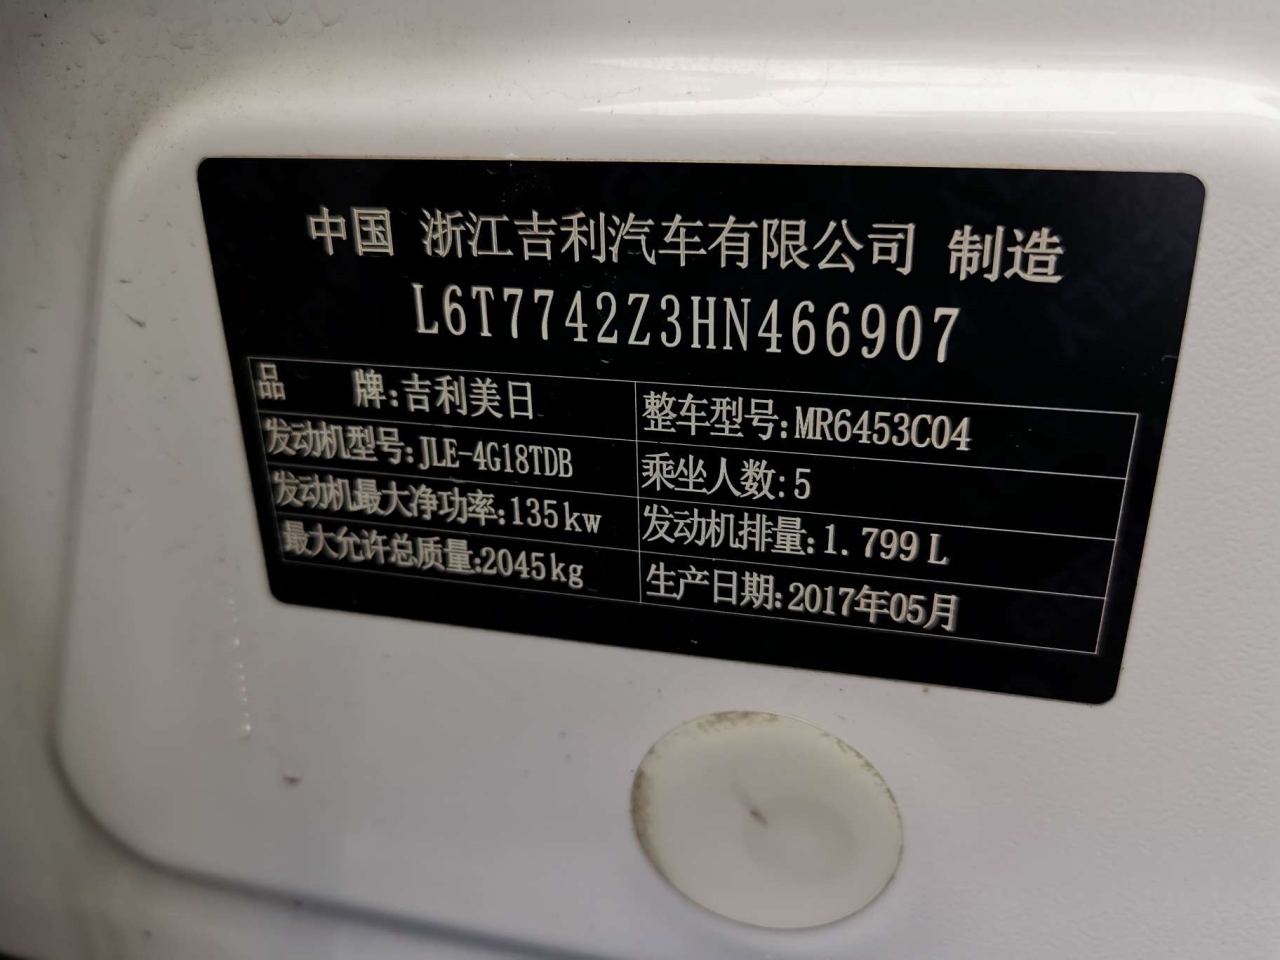 中国 浙江吉利汽车有限公司 制造
L6T7742Z3HN466907
品 牌:吉利美日 整车型号:MR6453C04
发动机型号:JLE-4G18TDB 乘坐人数:5
发动机最大净功率:135kw 发动机排量:1.799L
最大允许总质量:2045kg 生产日期:2017年05月